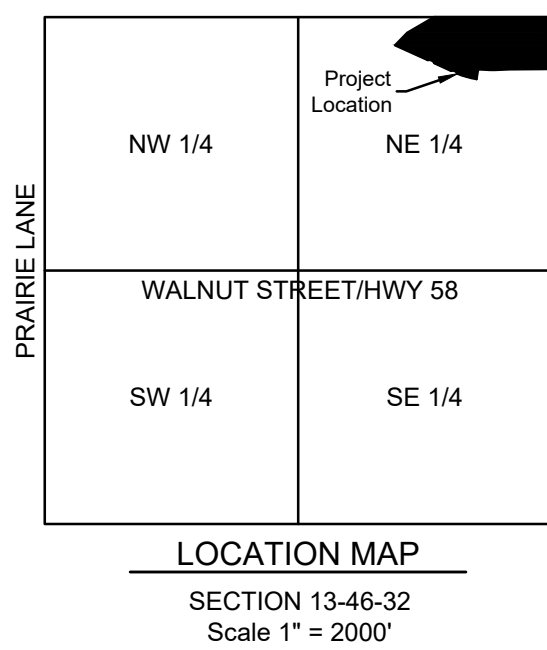 Project
Location
NW 1/4
NE 1/4
PRAIRIE LANE
WALNUT STREET/HWY 58
SW 1/4
SE 1/4
LOCATION MAP
SECTION 13-46-32
Scale 1" = 2000'